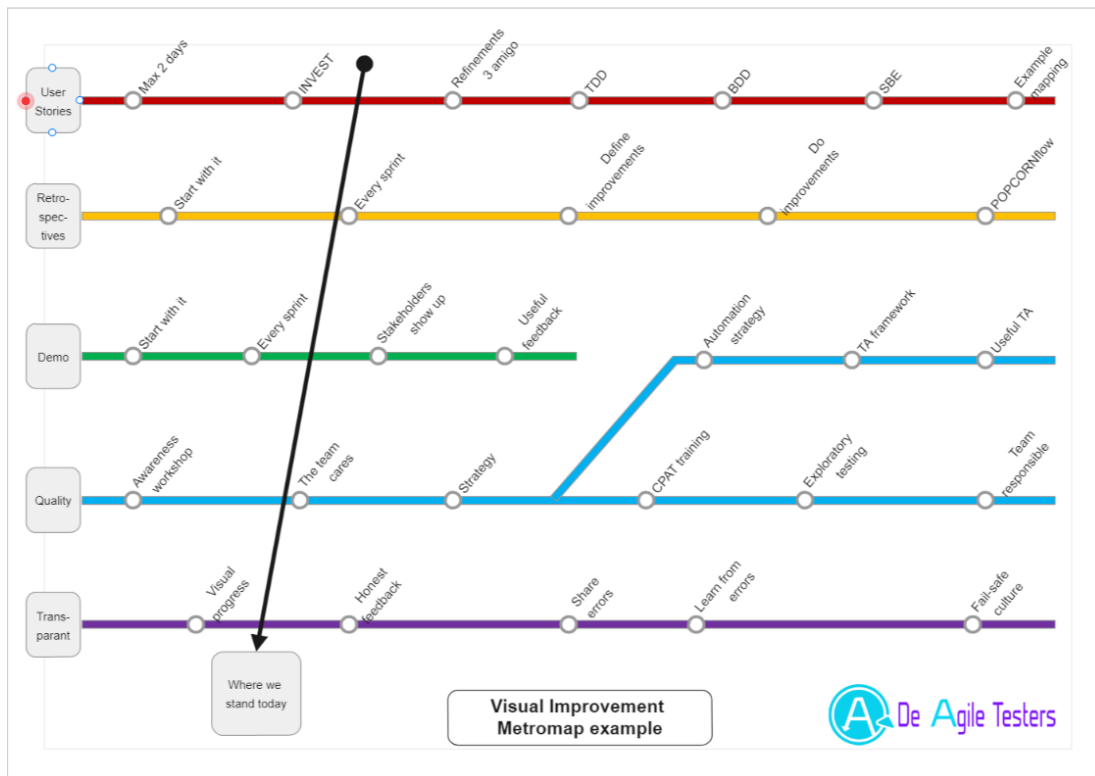 User
Stories
Max 2 days
INVEST
Refinements
3 amigo
TDD
BDD
SBE
Example
mapping
Retro-
spec-
tives
Start with it
Every sprint
Define
improvements
Do
improvements
POPCORNflow
Demo
Start with it
Every sprint
Stakeholders
show up
Useful
feedback
Automation
strategy
TA framework
Useful TA
Quality
Awareness
workshop
The team
cares
Strategy
CPAT training
Exploratory
testing
Team
responsible
Trans-
parant
Visual
progress
Honest
feedback
Share
errors
Learn from
errors
Fail-safe
culture
Where we
stand today
Visual Improvement
Metromap example
A De Agile Testers